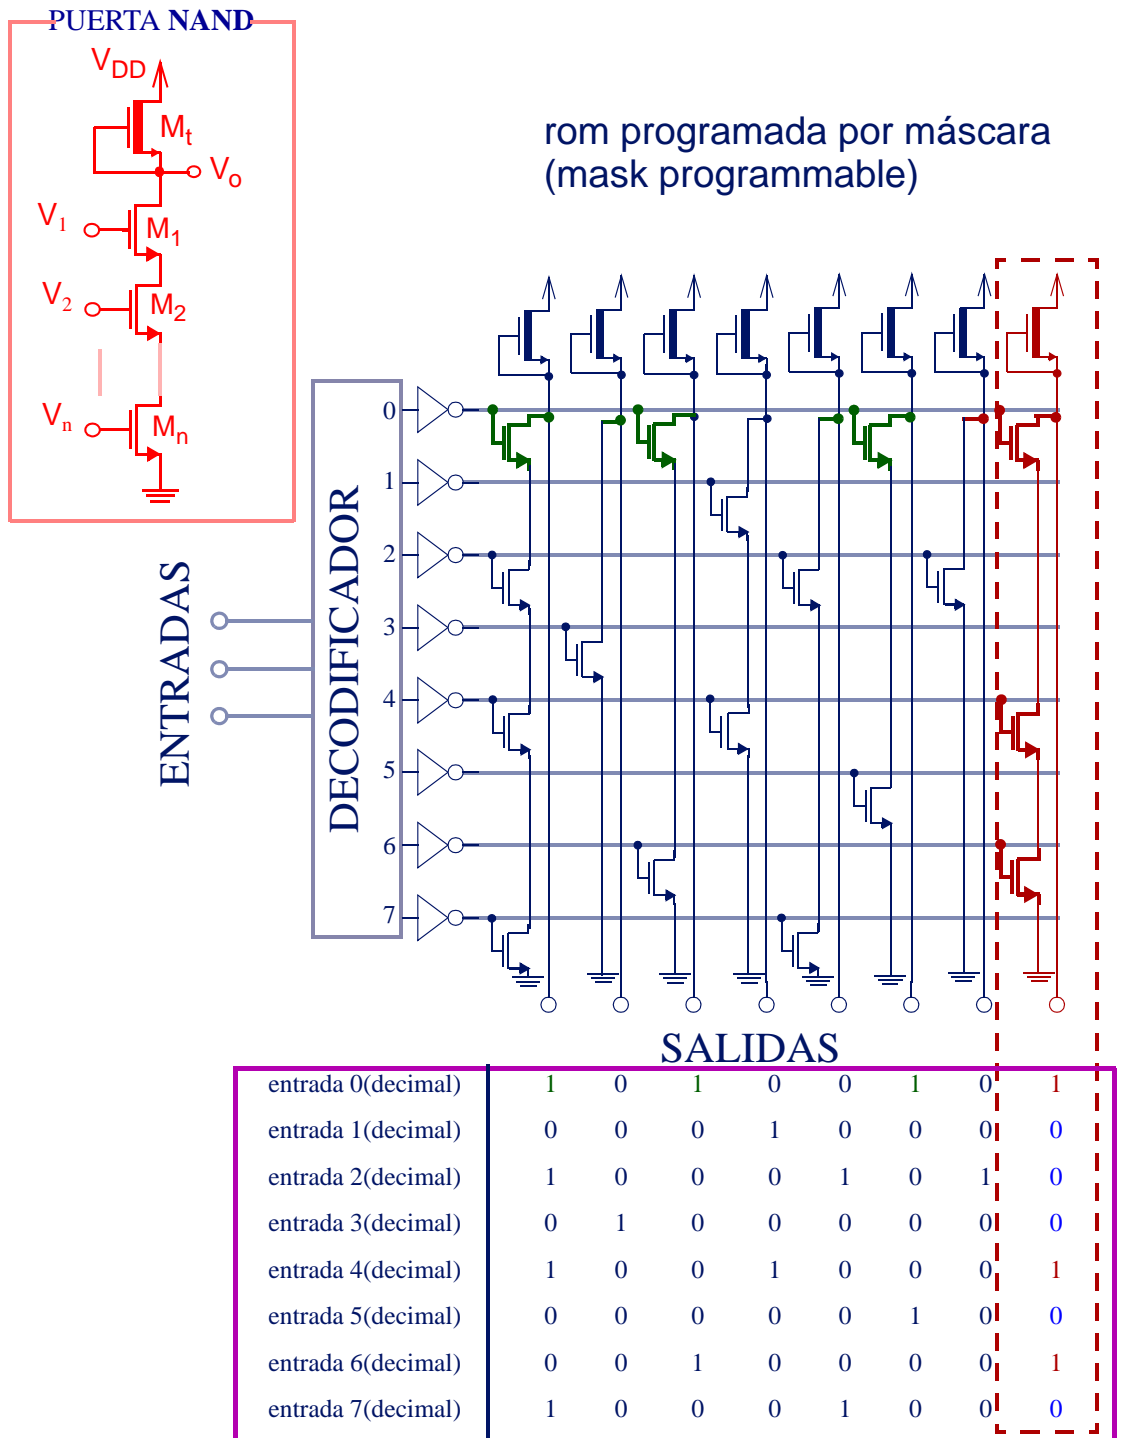 PUERTA NAND
VDD
Mt
Vo
V1
M1
V2
M2
Vn
Mn
rom programada por máscara
(mask programmable)
ENTRADAS
DECODIFICADOR
0
1
2
3
4
5
6
7
SALIDAS
entrada 0(decimal) 1 0 1 0 0 1 0 1
entrada 1(decimal) 0 0 0 1 0 0 0 0
entrada 2(decimal) 1 0 0 0 1 0 1 0
entrada 3(decimal) 0 1 0 0 0 0 0 0
entrada 4(decimal) 1 0 0 1 0 0 0 1
entrada 5(decimal) 0 0 0 0 0 1 0 0
entrada 6(decimal) 0 0 1 0 0 0 0 1
entrada 7(decimal) 1 0 0 0 1 0 0 0